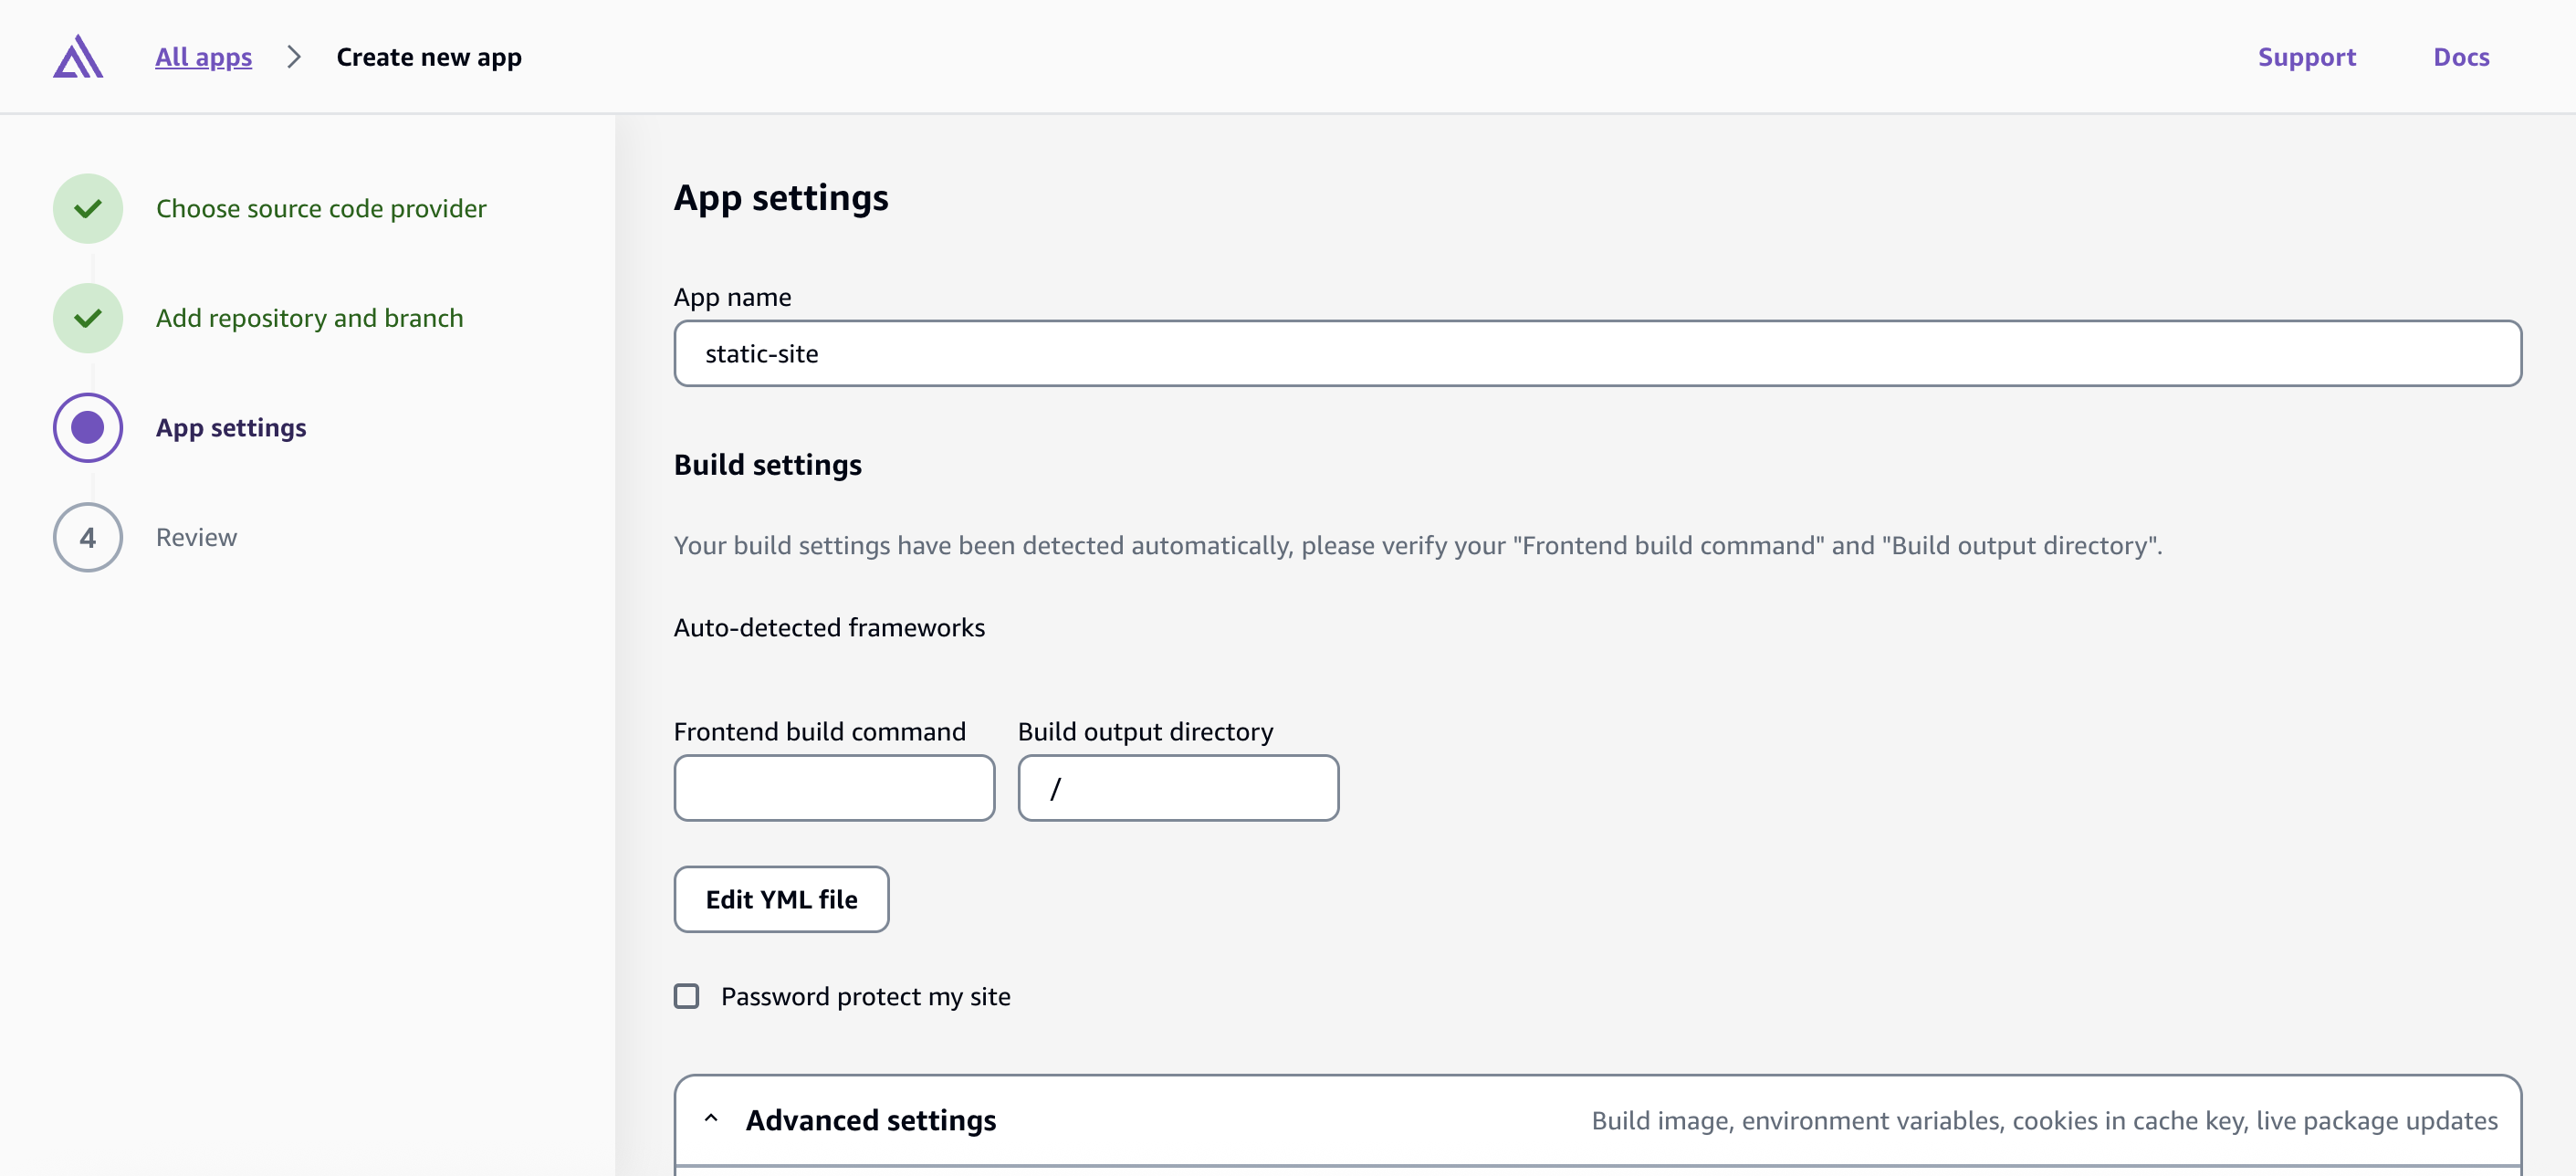 All apps
Create new app
Support
Docs
Choose source code provider
Add repository and branch
App settings
4
Review
App settings
App name
static-site
Build settings
Your build settings have been detected automatically, please verify your "Frontend build command" and "Build output directory".
Auto-detected frameworks
Frontend build command
Build output directory
/
Edit YML file
Password protect my site
Advanced settings
Build image, environment variables, cookies in cache key, live package updates